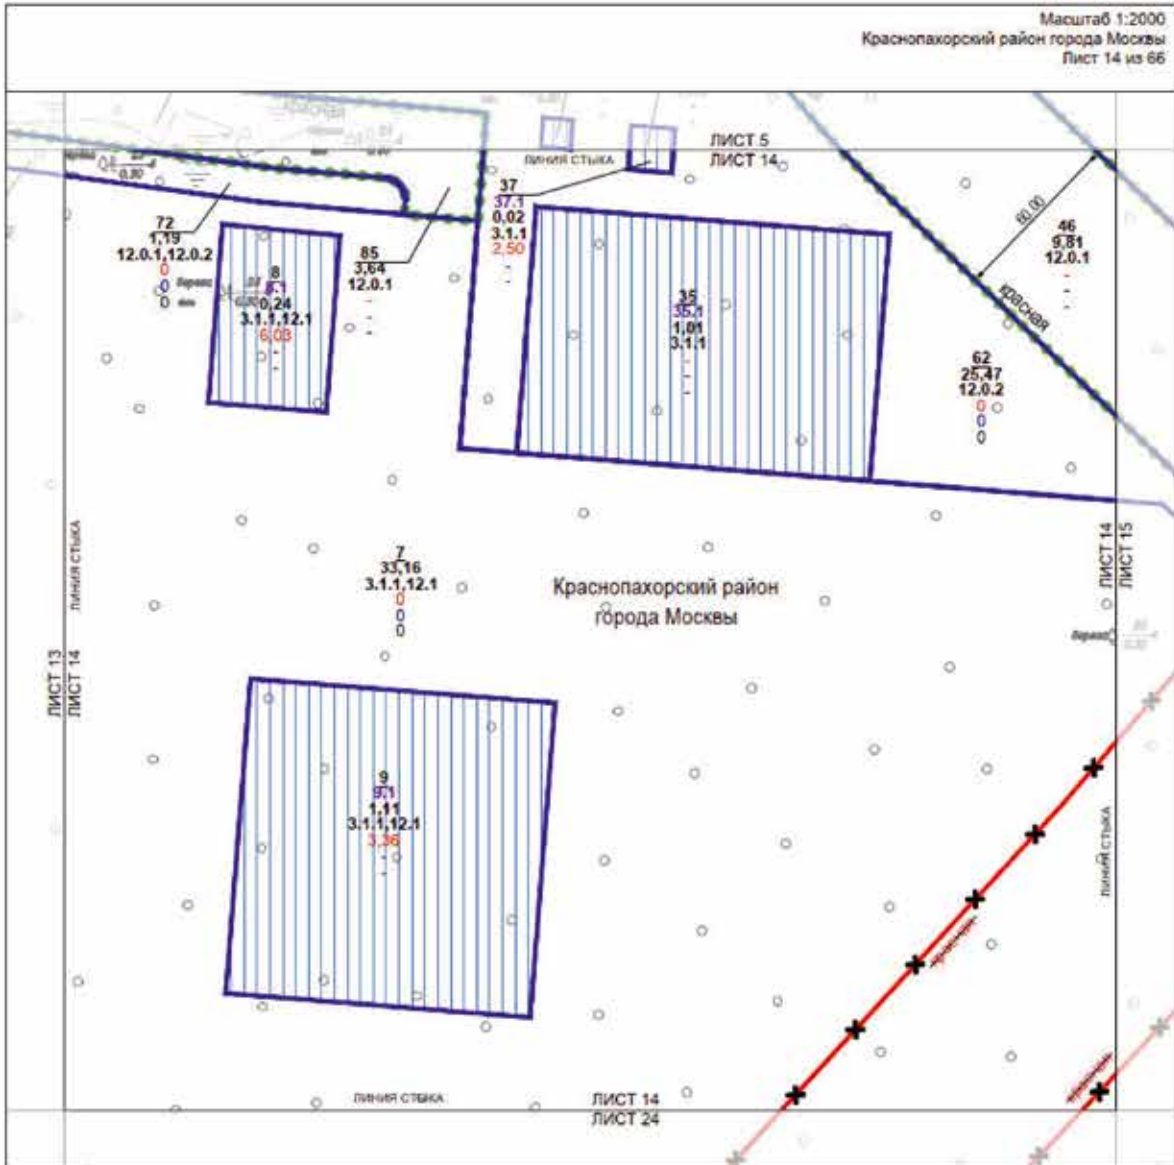 Масштаб 1:2000
Краснопахорский район города Москвы
Лист 14 из 66
ЛИСТ 5
ЛИНИЯ СТЫКА
ЛИСТ 14
37
37.1
0,02
3.1.1
2,50
-
-
72
1,19
12.0.1,12.0.2
0
0
0
85
3,64
12.0.1
-
-
-
8
8.1
0,24
3.1.1,12.1
6,03
-
-
35
35.1
1,01
3.1.1
-
-
-
60,00
красная
46
9,81
12.0.1
-
-
-
62
25,47
12.0.2
0
0
0
ЛИНИЯ СТЫКА
ЛИСТ 14
ЛИСТ 15
7
33,16
3.1.1,12.1
0
0
0
Краснопахорский район
города Москвы
ЛИСТ 13
ЛИСТ 14
9
9.1
1,11
3.1.1,12.1
3,36
-
-
ЛИНИЯ СТЫКА
красная
красная
ЛИНИЯ СТЫКА
ЛИСТ 14
ЛИСТ 24